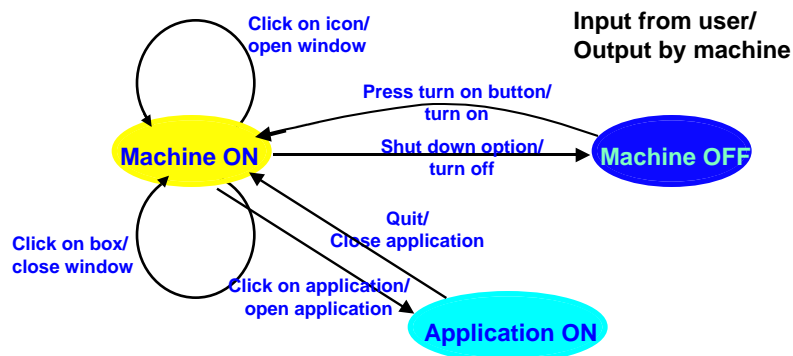 Click on icon/
open window
Input from user/
Output by machine
Press turn on button/
turn on
Machine ON
Shut down option/
turn off
Machine OFF
Quit/
Close application
Click on box/
close window
Click on application/
open application
Application ON